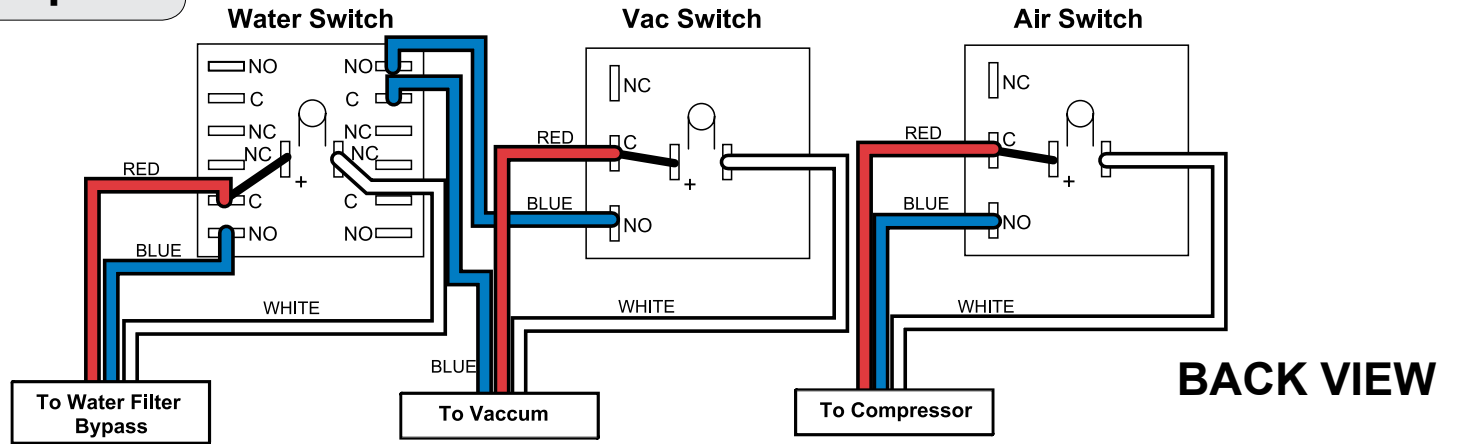 Water Switch
Vac Switch
Air Switch
NO NO
C C
NC NC
NC NC
+
C C
NO NO
RED
BLUE
WHITE
NC
C
+
NO
RED
BLUE
WHITE
BLUE
NC
C
+
NO
RED
BLUE
WHITE
To Water Filter
Bypass
To Vaccum
To Compressor
BACK VIEW